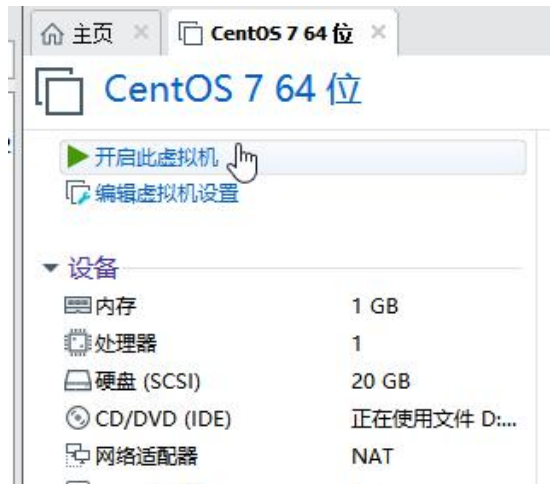 主页
CentOS 7 64 位
CentOS 7 64 位
开启此虚拟机
编辑虚拟机设置
设备
内存 1 GB
处理器 1
硬盘 (SCSI) 20 GB
CD/DVD (IDE) 正在使用文件 D:...
网络适配器 NAT